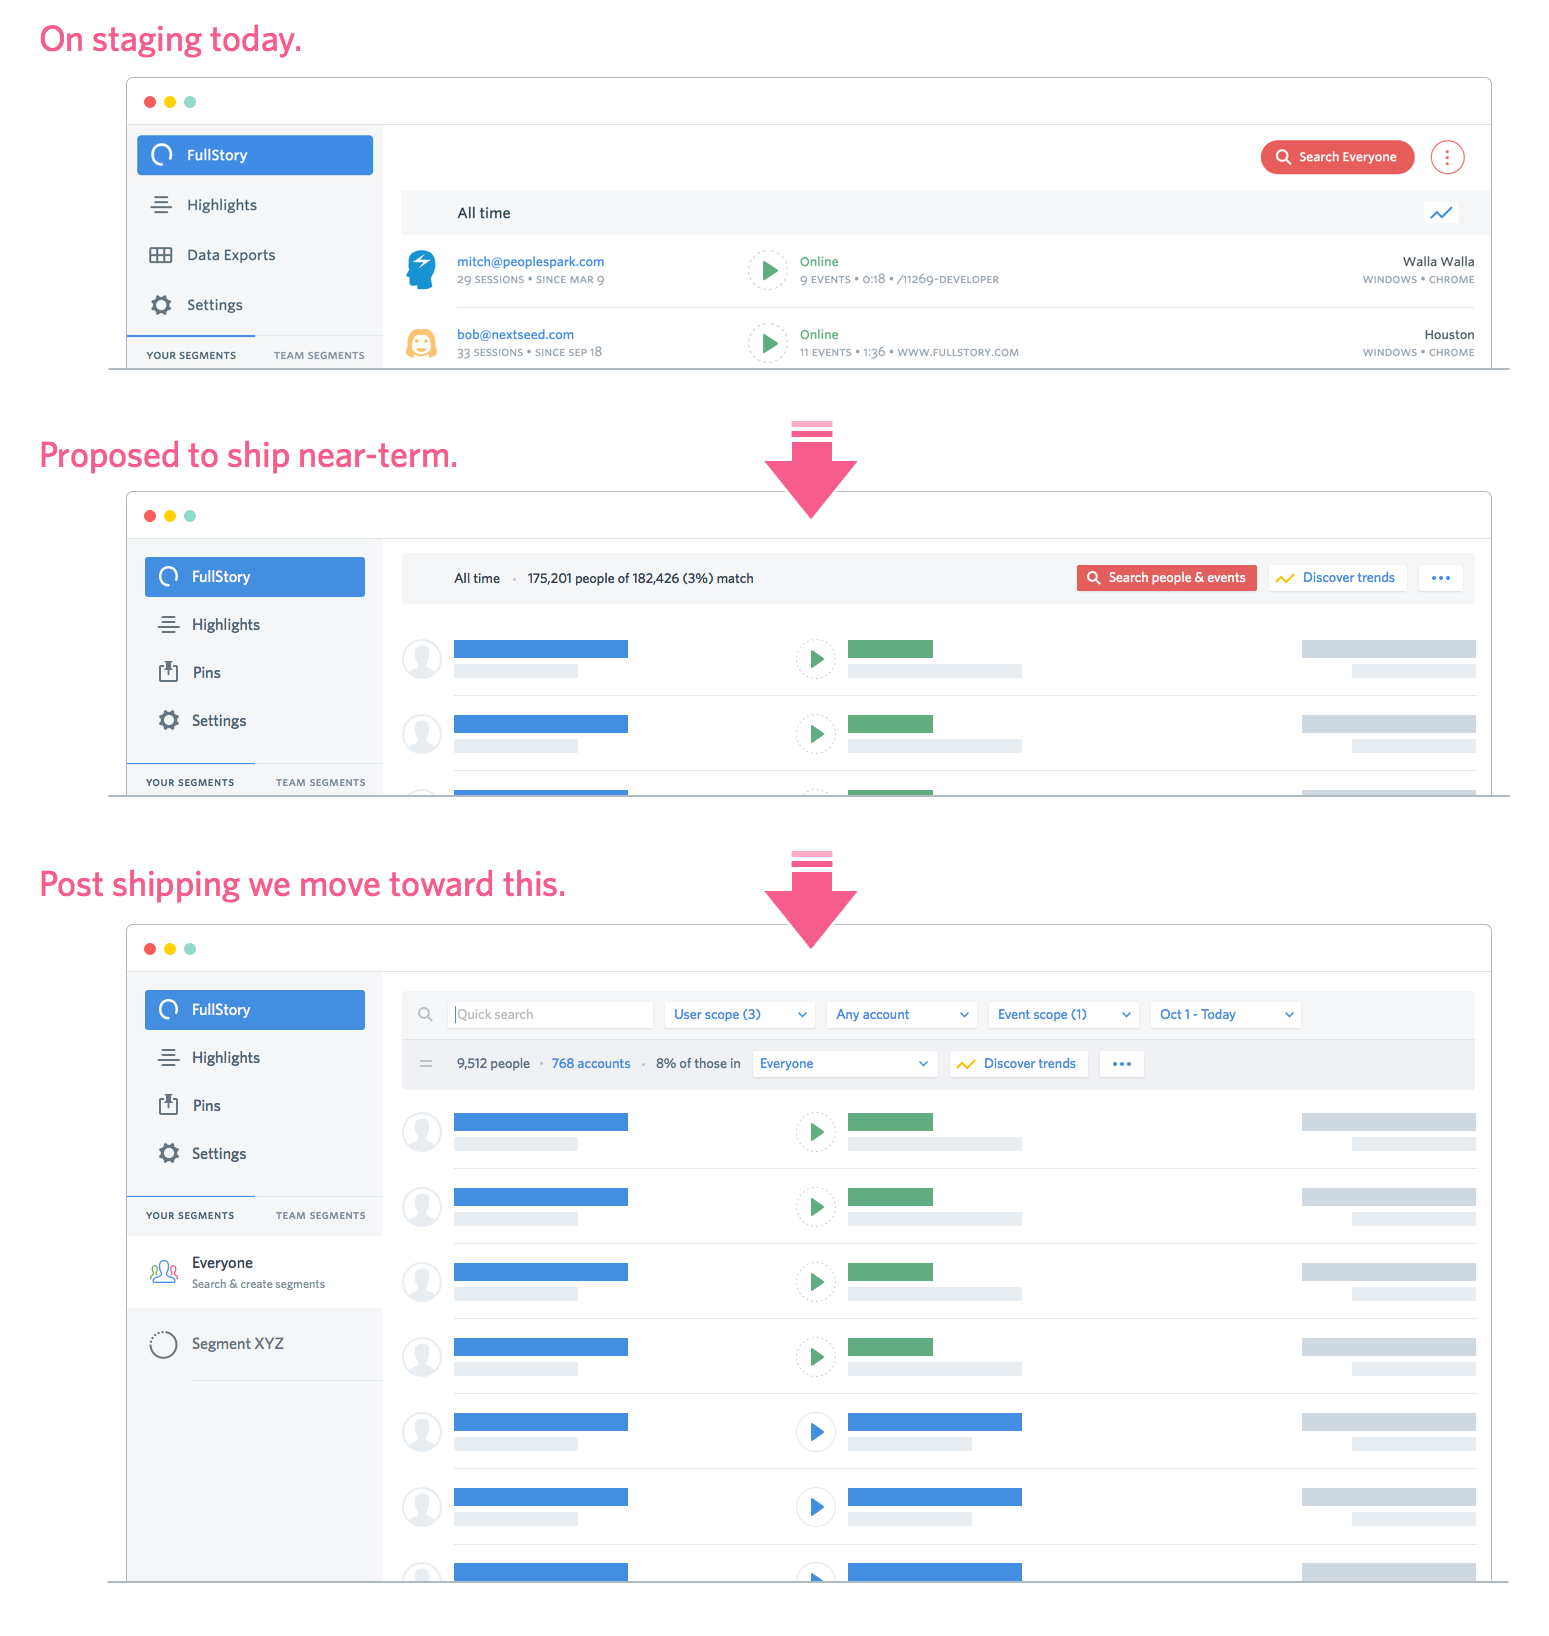 On staging today.
FullStory
Search Everyone
Highlights
All time
Data Exports
mitch@peoplespark.com
Online
Walla Walla
29 SESSIONS • SINCE MAR 9
9 EVENTS • 0:18 • /11269-DEVELOPER
WINDOWS • CHROME
Settings
bob@nextseed.com
Online
Houston
YOUR SEGMENTS
TEAM SEGMENTS
33 SESSIONS • SINCE SEP 18
11 EVENTS • 1:36 • WWW.FULLSTORY.COM
WINDOWS • CHROME
Proposed to ship near-term.
FullStory
All time • 175,201 people of 182,426 (3%) match
Search people & events
Discover trends
Highlights
Pins
Settings
YOUR SEGMENTS
TEAM SEGMENTS
Post shipping we move toward this.
FullStory
Quick search
User scope (3)
Any account
Event scope (1)
Oct 1 - Today
Highlights
9,512 people • 768 accounts • 8% of those in
Everyone
Discover trends
Pins
Settings
YOUR SEGMENTS
TEAM SEGMENTS
Everyone
Search & create segments
Segment XYZ